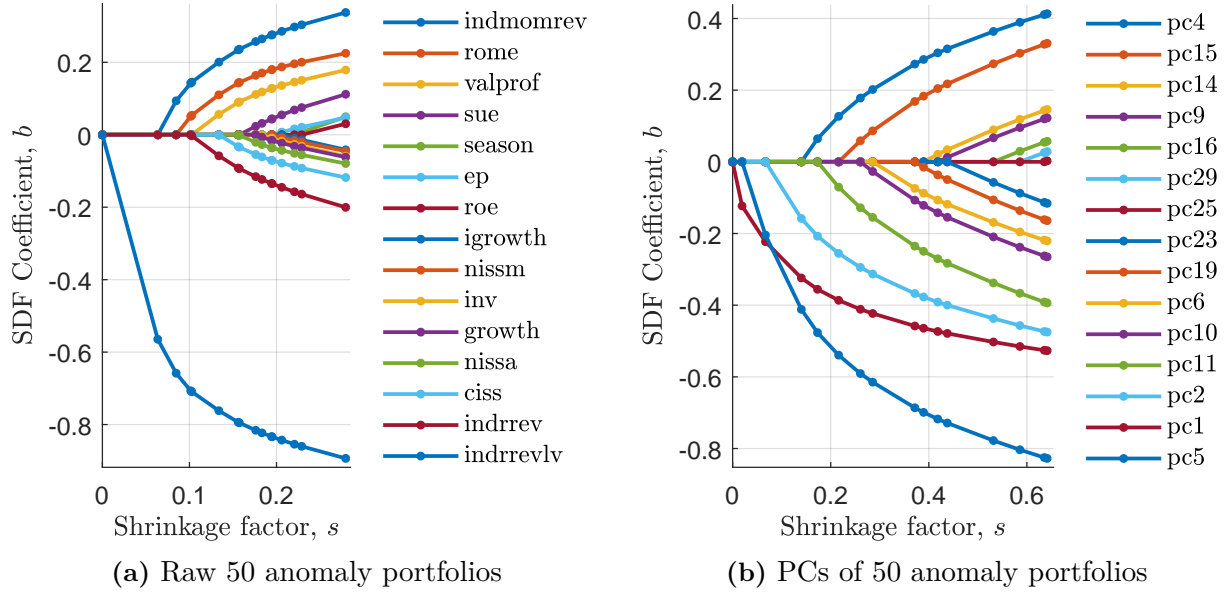 SDF Coefficient, b
0.2
0
-0.2
-0.4
-0.6
-0.8
0
0.1
0.2
Shrinkage factor, s
indmomrev
rome
valprof
sue
season
ep
roe
igrowth
nissm
inv
growth
nissa
ciss
indrrev
indrrevlv
(a) Raw 50 anomaly portfolios
SDF Coefficient, b
0.4
0.2
0
-0.2
-0.4
-0.6
-0.8
0
0.2
0.4
0.6
Shrinkage factor, s
pc4
pc15
pc14
pc9
pc16
pc29
pc25
pc23
pc19
pc6
pc10
pc11
pc2
pc1
pc5
(b) PCs of 50 anomaly portfolios